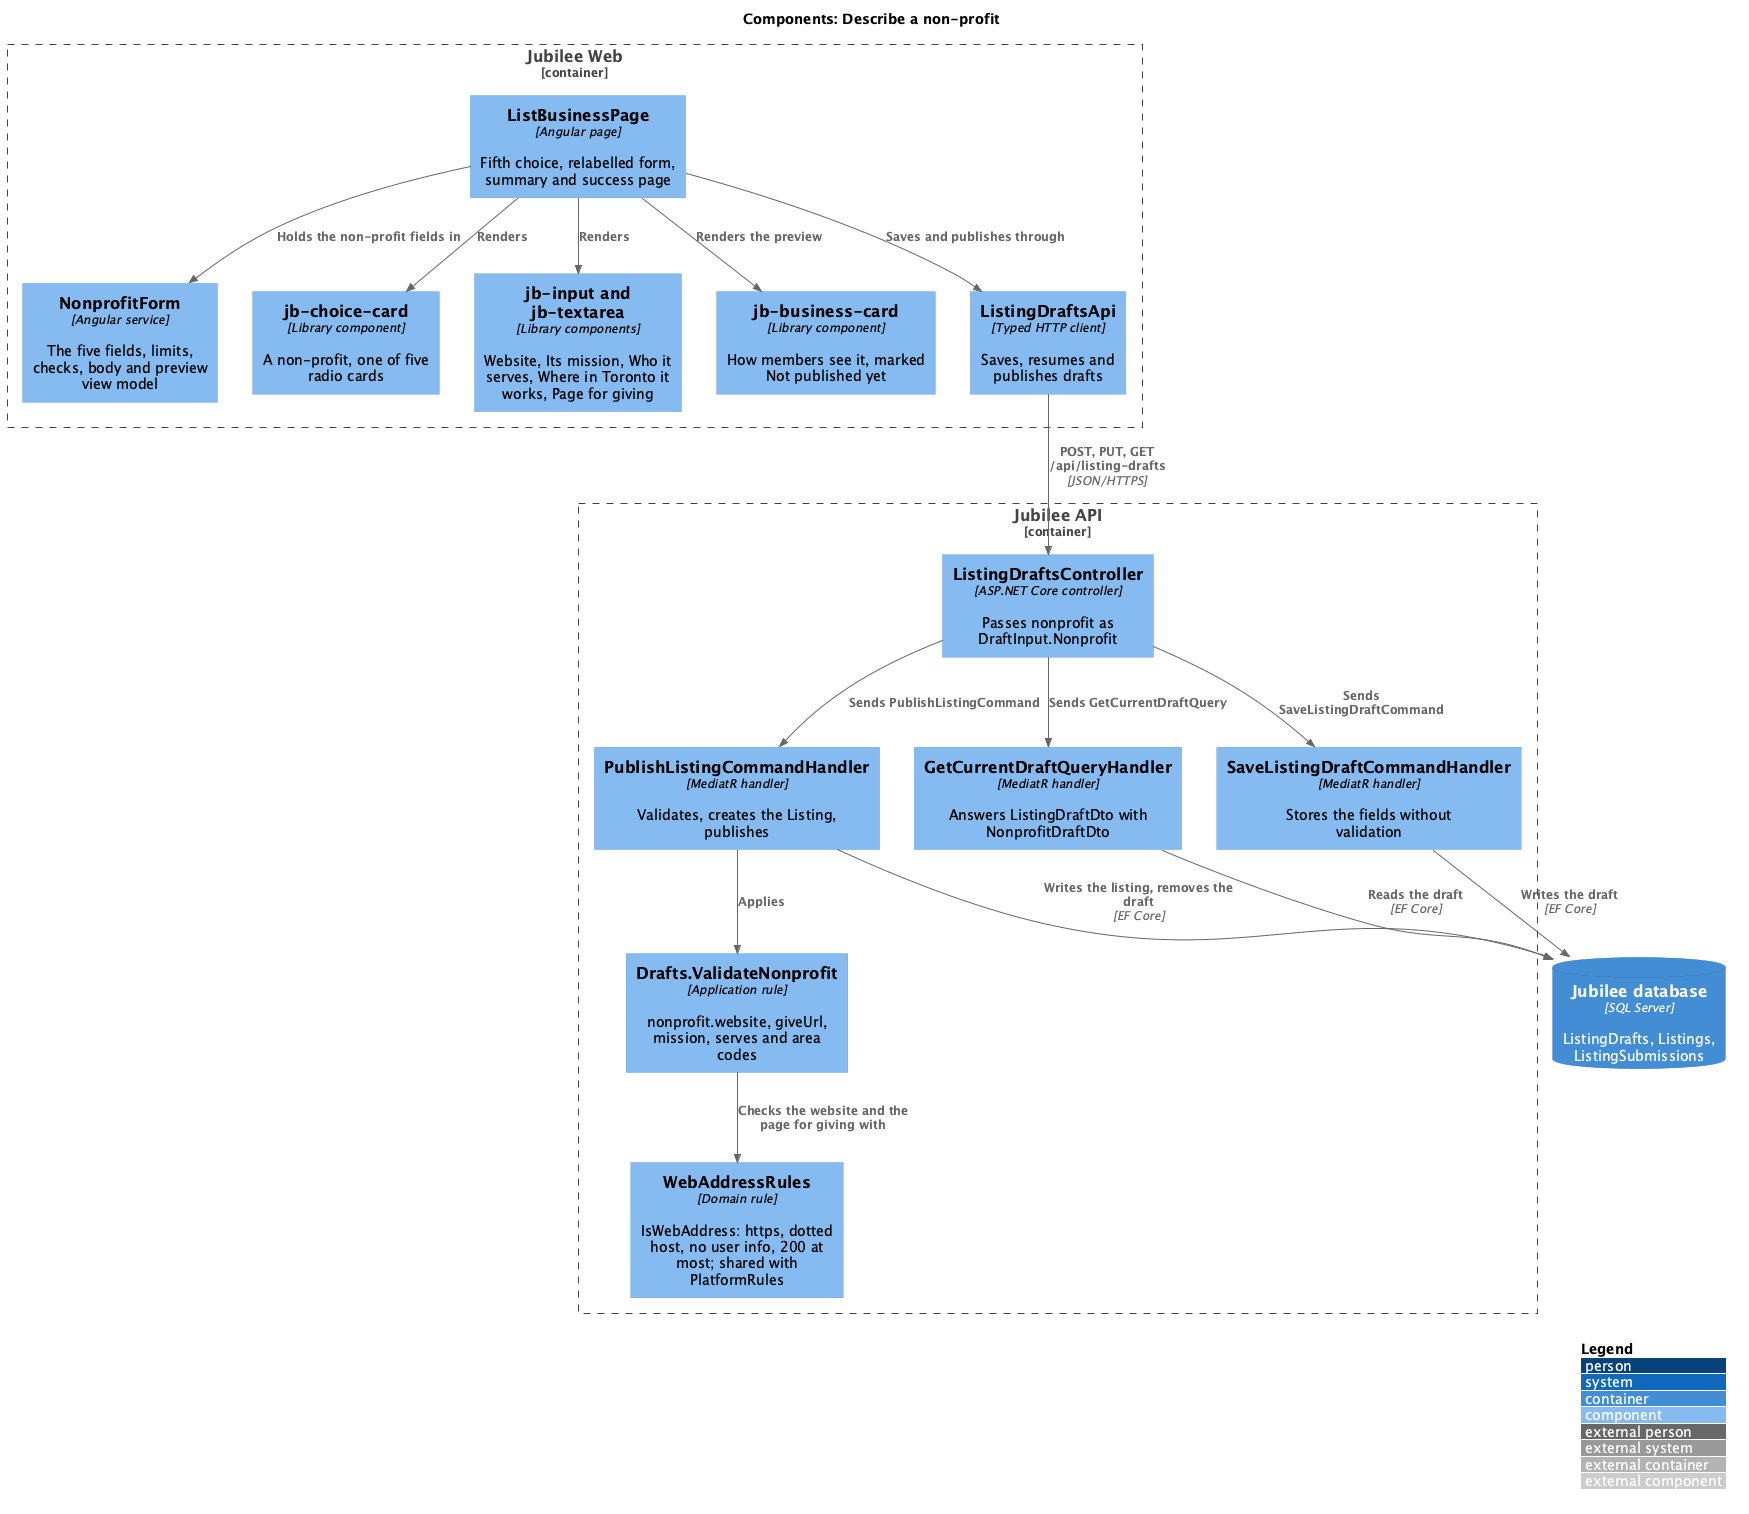 Components: Describe a non-profit
Jubilee Web
[container]
ListBusinessPage
[Angular page]
Fifth choice, relabelled form,
summary and success page
Holds the non-profit fields in
Renders
Renders
Renders the preview
Saves and publishes through
NonprofitForm
[Angular service]
The five fields, limits,
checks, body and preview
view model
jb-choice-card
[Library component]
A non-profit, one of five
radio cards
jb-input and
jb-textarea
[Library components]
Website, Its mission, Who it
serves, Where in Toronto it
works, Page for giving
jb-business-card
[Library component]
How members see it, marked
Not published yet
ListingDraftsApi
[Typed HTTP client]
Saves, resumes and
publishes drafts
POST, PUT, GET
/api/listing-drafts
[JSON/HTTPS]
Jubilee API
[container]
ListingDraftsController
[ASP.NET Core controller]
Passes nonprofit as
DraftInput.Nonprofit
Sends PublishListingCommand
Sends GetCurrentDraftQuery
Sends
SaveListingDraftCommand
PublishListingCommandHandler
[MediatR handler]
Validates, creates the Listing,
publishes
GetCurrentDraftQueryHandler
[MediatR handler]
Answers ListingDraftDto with
NonprofitDraftDto
SaveListingDraftCommandHandler
[MediatR handler]
Stores the fields without
validation
Applies
Writes the listing, removes the
draft
[EF Core]
Reads the draft
[EF Core]
Writes the draft
[EF Core]
Drafts.ValidateNonprofit
[Application rule]
nonprofit.website, giveUrl,
mission, serves and area
codes
Jubilee database
[SQL Server]
ListingDrafts, Listings,
ListingSubmissions
Checks the website and the
page for giving with
WebAddressRules
[Domain rule]
IsWebAddress: https, dotted
host, no user info, 200 at
most; shared with
PlatformRules
Legend
person
system
container
component
external person
external system
external container
external component